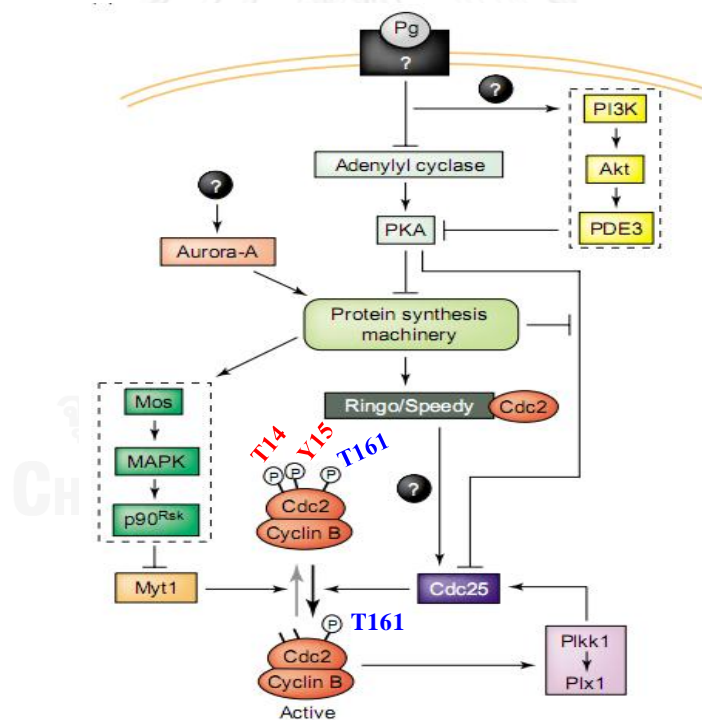 Pg
?
?
PI3K
Adenylyl cyclase
Akt
?
PKA
PDE3
Aurora-A
Protein synthesis
machinery
Mos
Ringo/Speedy
Cdc2
T14
Y15
T161
MAPK
P
P
P
?
Cdc2
p90Rsk
Cyclin B
Myt1
Cdc25
P
T161
Cdc2
Plkk1
Cyclin B
Plx1
Active